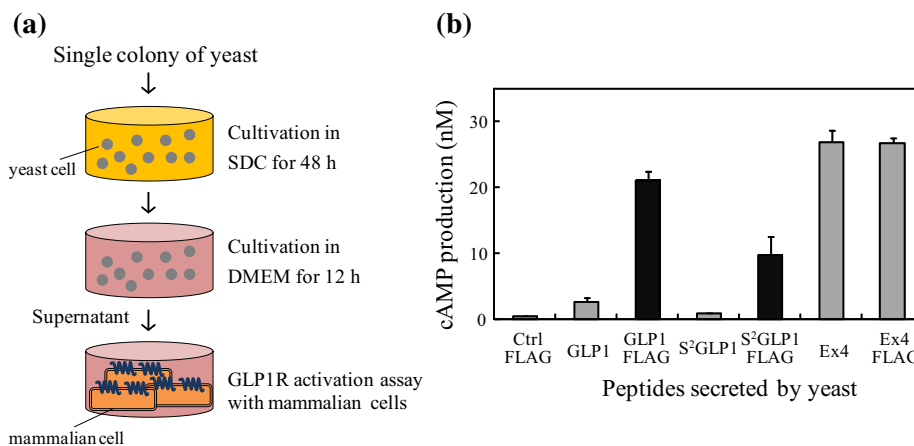 (a)
Single colony of yeast
yeast cell
Cultivation in
SDC for 48 h
Cultivation in
DMEM for 12 h
Supernatant
GLP1R activation assay
with mammalian cells
mammalian cell
(b)
cAMP production (nM)
30
20
10
0
Ctrl
FLAG
GLP1
GLP1
FLAG
S²GLP1
S²GLP1
FLAG
Ex4
Ex4
FLAG
Peptides secreted by yeast